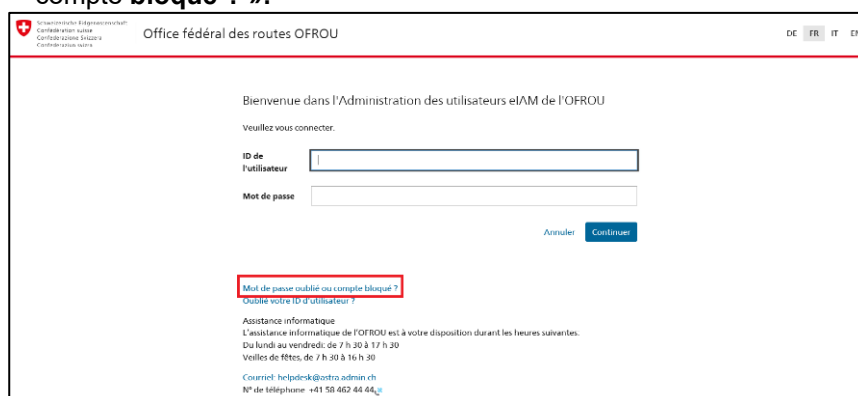 compte bloqué ? ».
Schweizerische Eidgenossenschaft
Confédération suisse
Confederazione Svizzera
Confederaziun svizra
Office fédéral des routes OFROU
DE FR IT EN
Bienvenue dans l'Administration des utilisateurs eIAM de l'OFROU
Veuillez vous connecter.
ID de
l'utilisateur
Mot de passe
Annuler Continuer
Mot de passe oublié ou compte bloqué ?
Oublié votre ID d'utilisateur ?
Assistance informatique
L'assistance informatique de l'OFROU est à votre disposition durant les heures suivantes.
Du lundi au vendredi: de 7 h 30 à 17 h 30
Veilles de fêtes, de 7 h 30 à 16 h 30
Courriel: helpdesk@astra.admin.ch
N° de téléphone +41 58 462 44 44